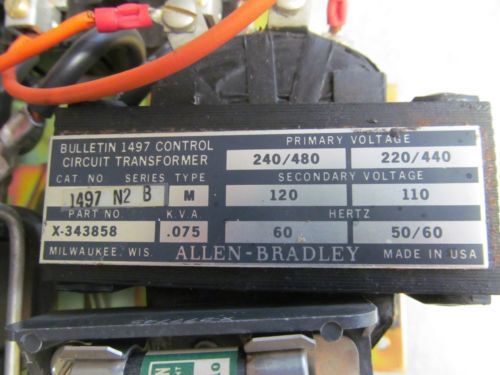 BULLETIN 1497 CONTROL
CIRCUIT TRANSFORMER
PRIMARY VOLTAGE
240/480 220/440
CAT. NO. SERIES TYPE
SECONDARY VOLTAGE
1497 N2 B M 120 110
PART NO. K.V.A. HERTZ
X-343858 .075 60 50/60
MILWAUKEE, WIS. ALLEN-BRADLEY MADE IN USA